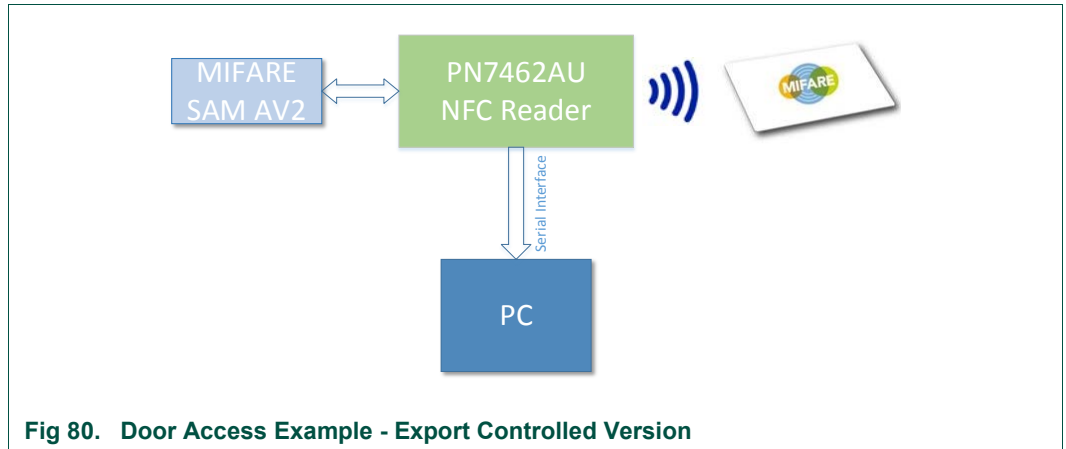 MIFARE
SAM AV2
PN7462AU
NFC Reader
MIFARE
Serial Interface
PC
Fig 80. Door Access Example - Export Controlled Version